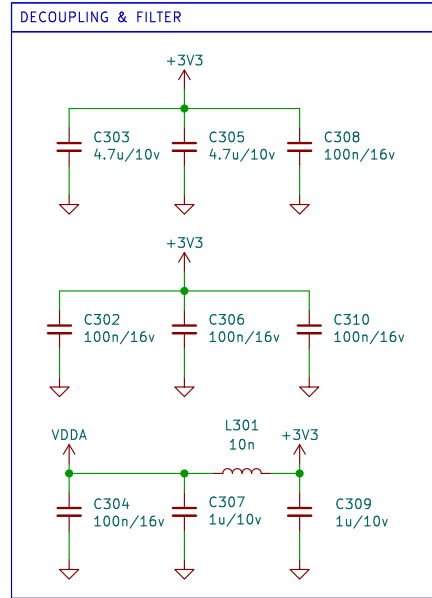 DECOUPLING & FILTER
+3V3
C303
4.7u/10v
C305
4.7u/10v
C308
100n/16v
+3V3
C302
100n/16v
C306
100n/16v
C310
100n/16v
VDDA
L301
10n
+3V3
C304
100n/16v
C307
1u/10v
C309
1u/10v